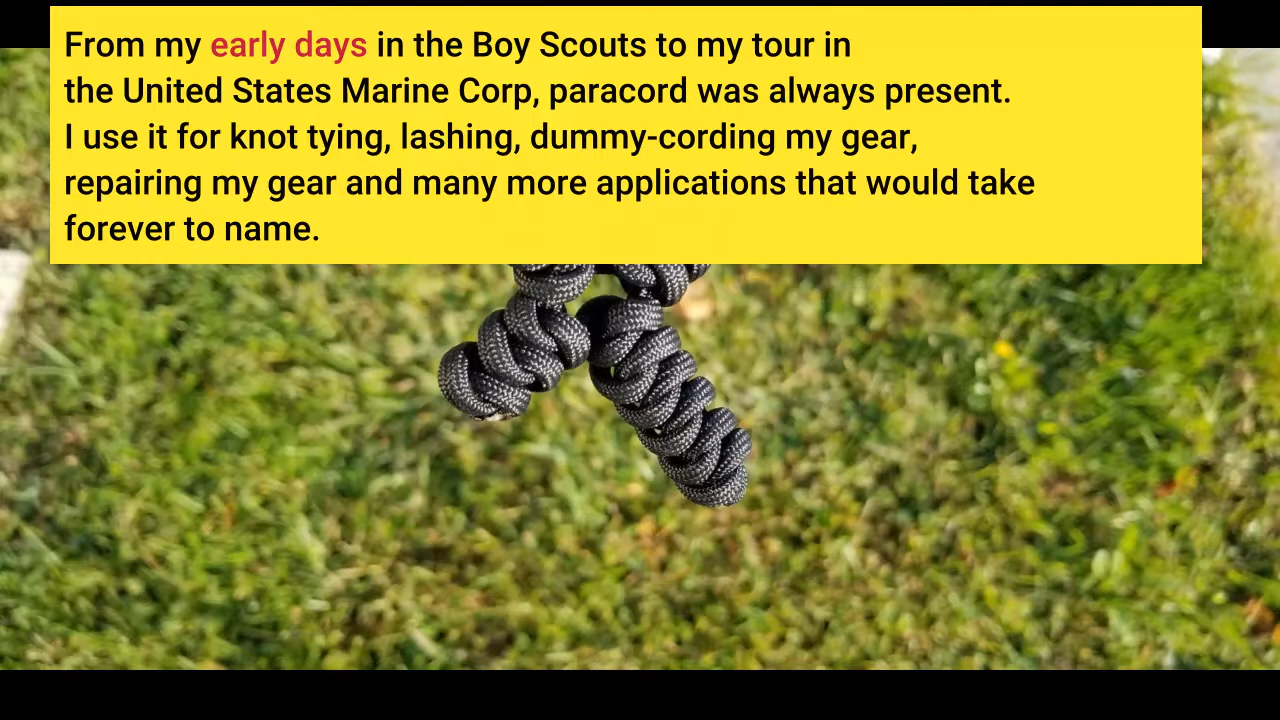 From my early days in the Boy Scouts to my tour in
the United States Marine Corp, paracord was always present.
I use it for knot tying, lashing, dummy-cording my gear,
repairing my gear and many more applications that would take
forever to name.